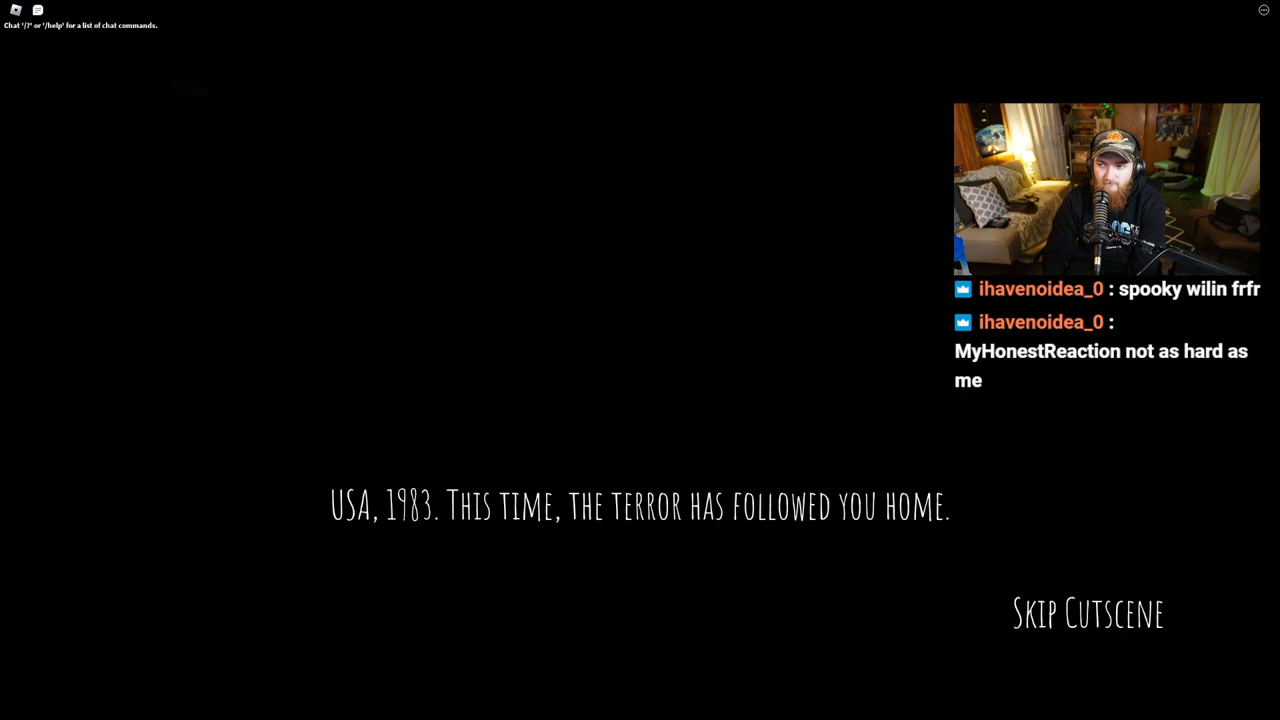 Chat '/?' or '/help' for a list of chat commands.
ihavenoidea_0 : spooky wilin frfr
ihavenoidea_0 :
MyHonestReaction not as hard as
me
USA, 1983. This time, the terror has followed you home.
Skip Cutscene